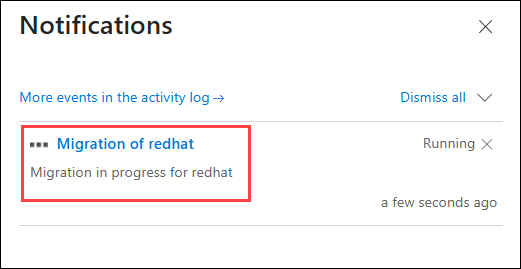 Notifications
More events in the activity log → Dismiss all
Migration of redhat Running
Migration in progress for redhat
a few seconds ago